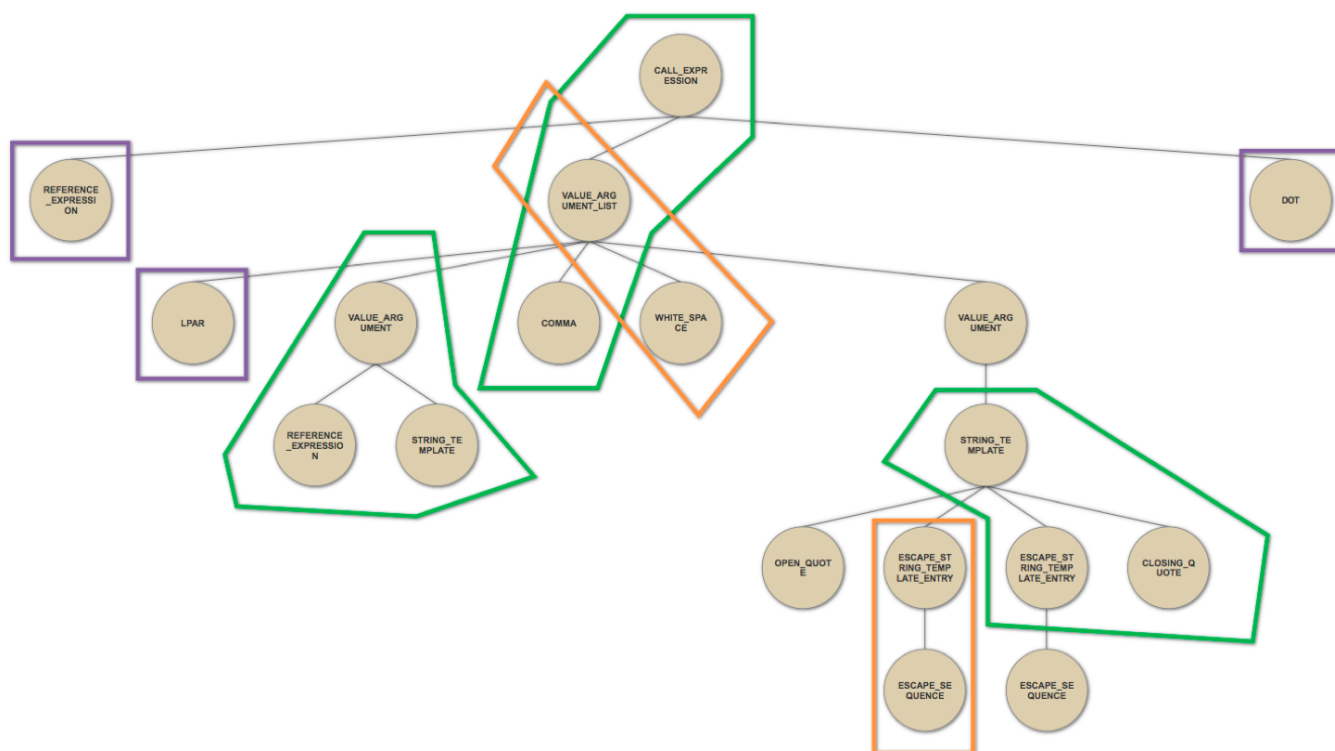 CALL_EXPR
ESSION
REFERENCE
_EXPRESSI
ON
VALUE_ARG
UMENT_LIST
DOT
LPAR
VALUE_ARG
UMENT
COMMA
WHITE_SPA
CE
VALUE_ARG
UMENT
REFERENCE
_EXPRESSIO
N
STRING_TE
MPLATE
STRING_TE
MPLATE
OPEN_QUOT
E
ESCAPE_ST
RING_TEMP
LATE_ENTRY
ESCAPE_ST
RING_TEMP
LATE_ENTRY
CLOSING_Q
UOTE
ESCAPE_SE
QUENCE
ESCAPE_SE
QUENCE